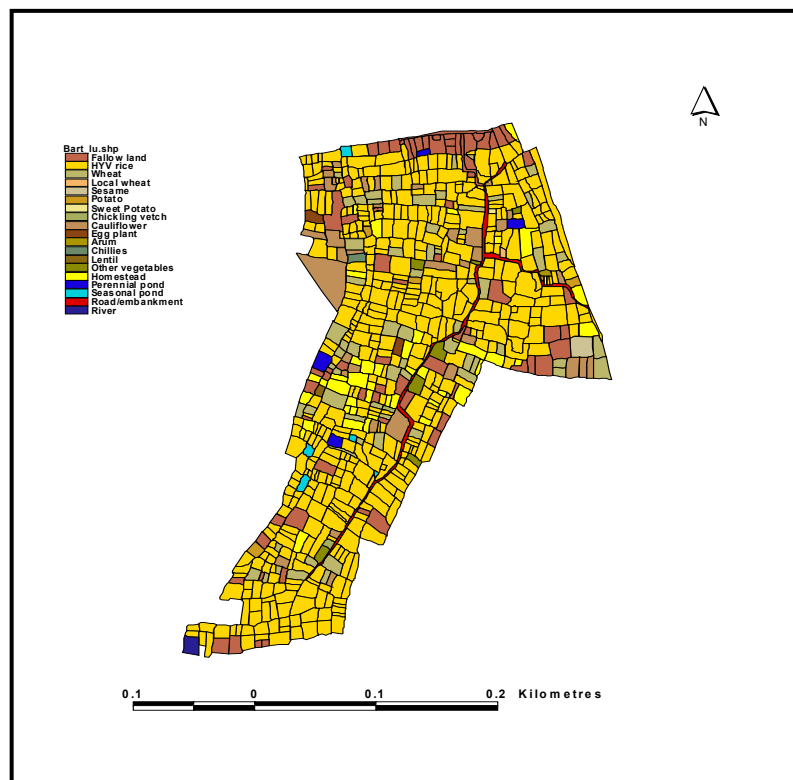 N
Bart_lu.shp
Fallow land
HYV rice
Wheat
Local wheat
Sesame
Potato
Sweet Potato
Chickling vetch
Cauliflower
Egg plant
Arum
Chillies
Lentil
Other vegetables
Homestead
Perennial pond
Seasonal pond
Road/embankment
River
0.1 0 0.1 0.2 Kilometres